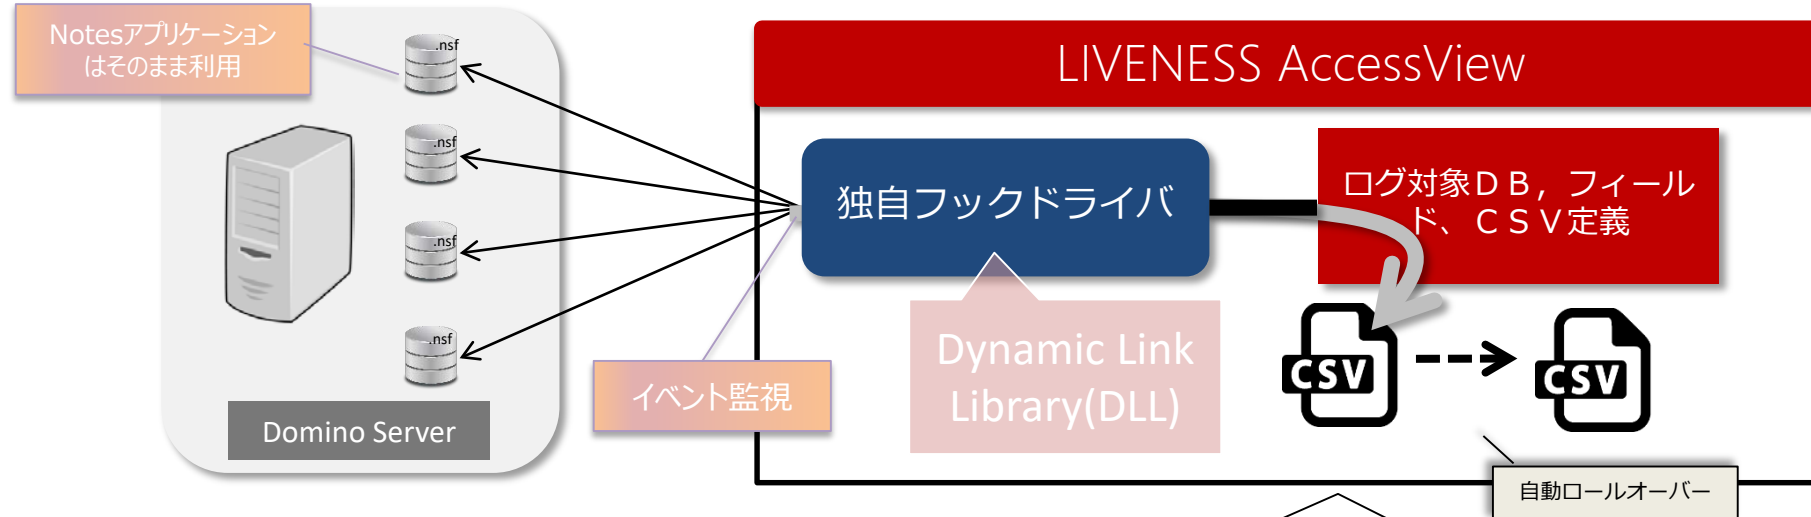 Notesアプリケーション
はそのまま利用
.nsf
.nsf
.nsf
.nsf
Domino Server
イベント監視
LIVENESS AccessView
独自フックドライバ
Dynamic Link
Library(DLL)
ログ対象ＤＢ，フィール
ド、ＣＳＶ定義
CSV
CSV
自動ロールオーバー